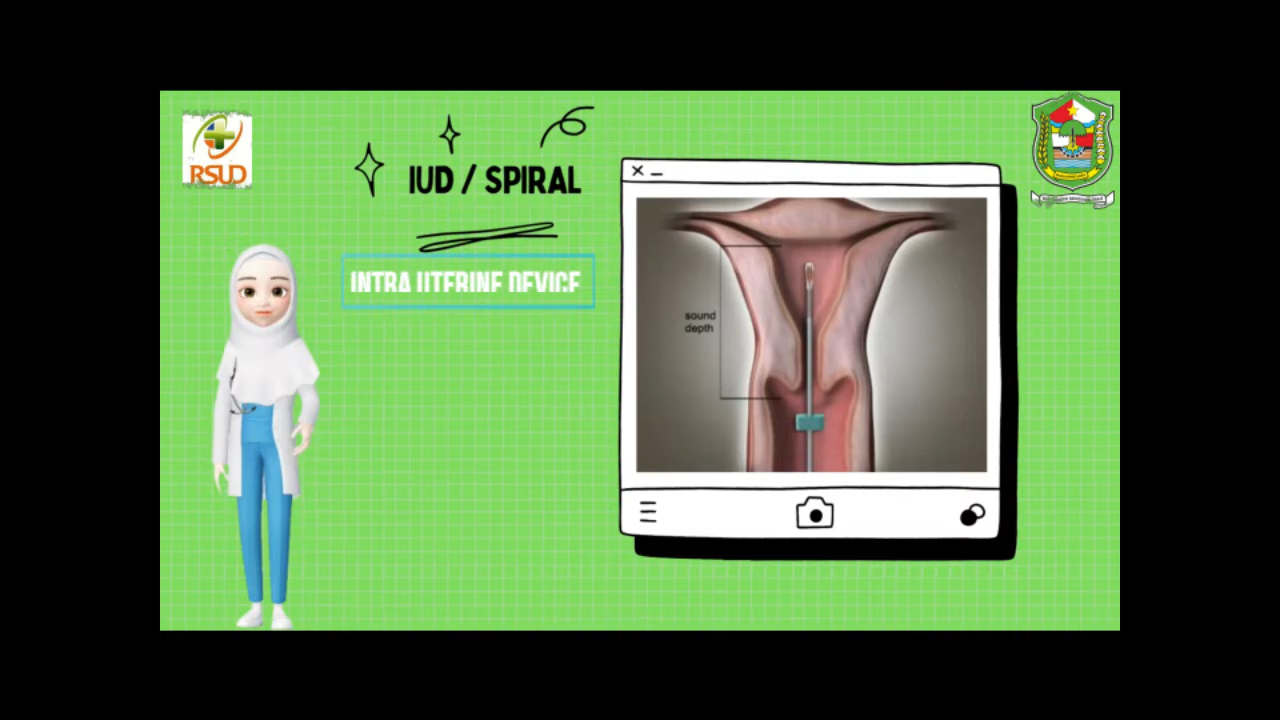 RSUD
IUD / SPIRAL
INTRA UTERINE DEVICE
sound
depth